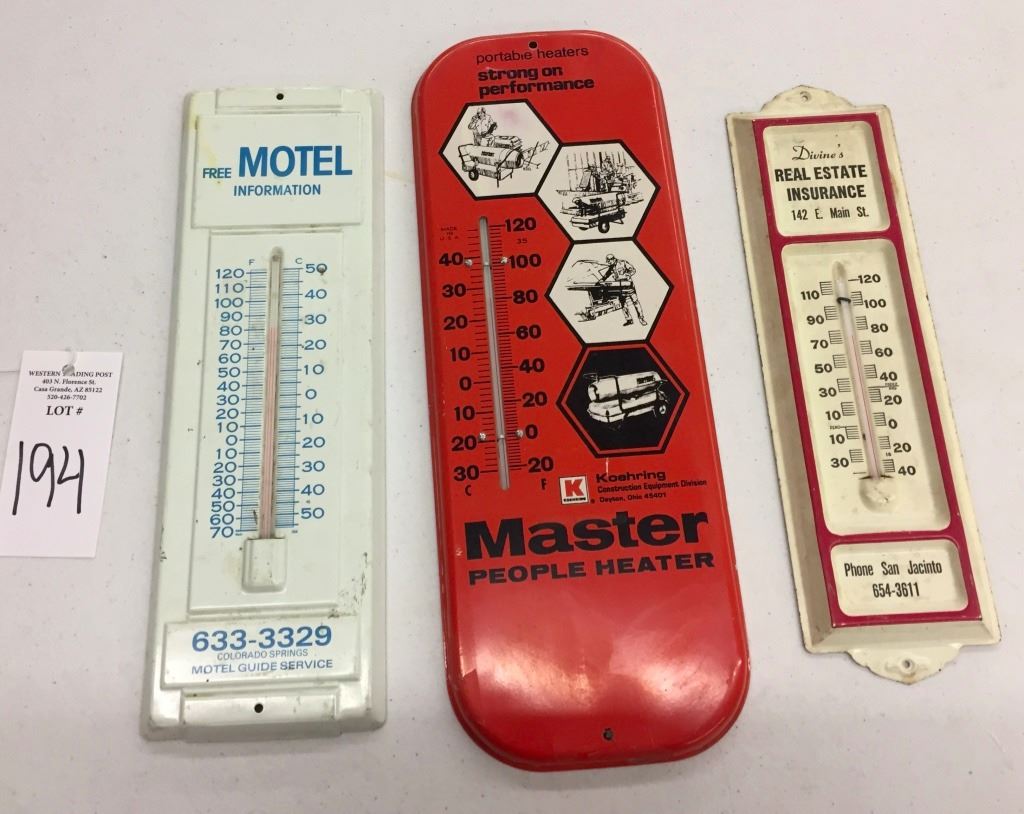 WESTERN TRADING POST
403 N. Florence St.
Casa Grande, AZ 85122
520-426-7702
LOT #
194
FREE MOTEL
INFORMATION
F C
120 50
110
100 40
90
80 30
70
60 20
50
40 10
30
20 0
10
0 10
10
20 20
30
40 30
40
50 50
60
70
633-3329
COLORADO SPRINGS
MOTEL GUIDE SERVICE
portable heaters
strong on
performance
MADE
IN
U.S.A.
120
35
40 100
30 80
20 60
10
0 40
10 20
20 0
30 20
C F
K
KOEHRING
Koehring
Construction Equipment Division
Dayton, Ohio 45401
Master
PEOPLE HEATER
Divine's
REAL ESTATE
INSURANCE
142 E. Main St.
120
110
100
90
80
70
60
50
40
30
20
10
ZERO
0
10
20
30
40
Phone San Jacinto
654-3611